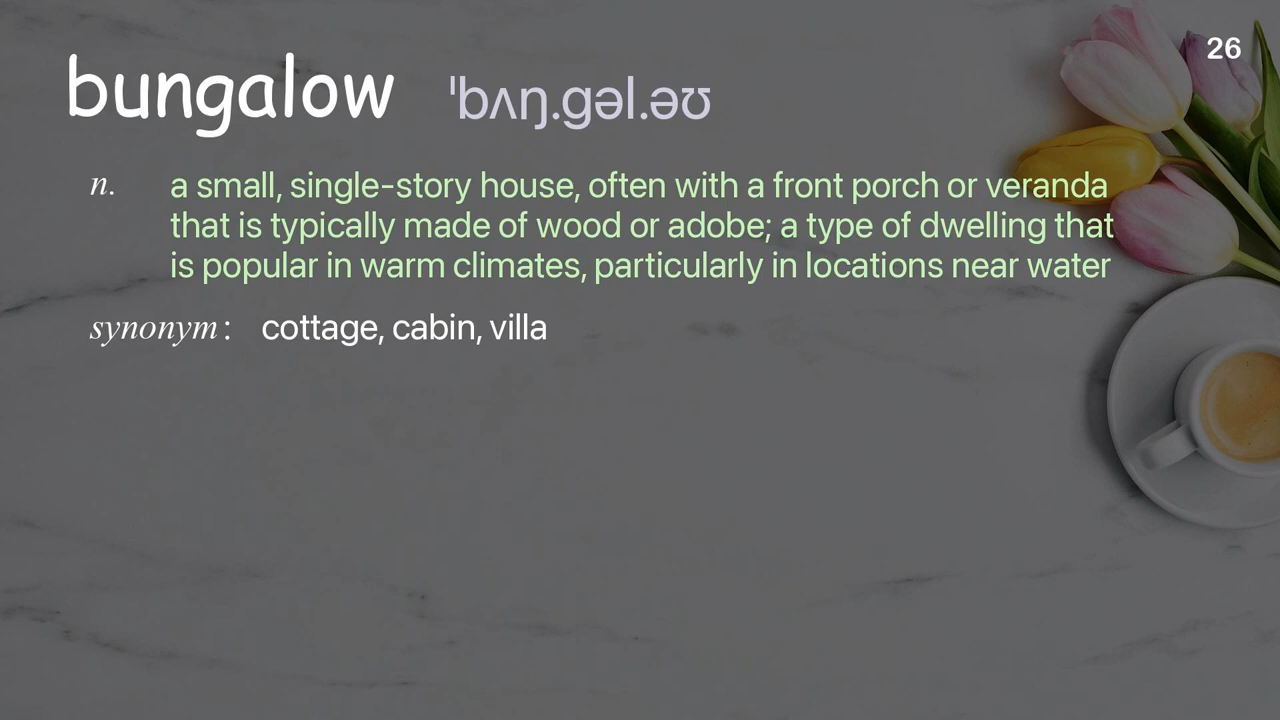 26
bungalow ˈbʌŋ.gəl.əʊ
n. a small, single-story house, often with a front porch or veranda
that is typically made of wood or adobe; a type of dwelling that
is popular in warm climates, particularly in locations near water
synonym: cottage, cabin, villa